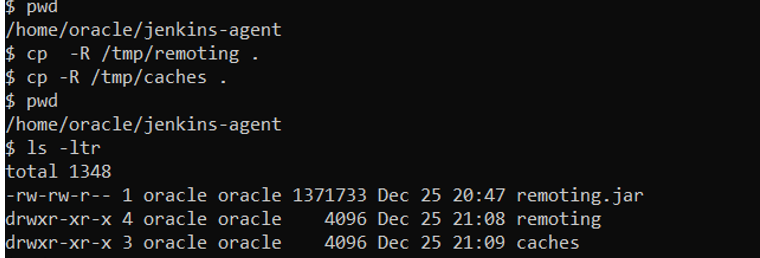 $ pwd
/home/oracle/jenkins-agent
$ cp  -R /tmp/remoting .
$ cp -R /tmp/caches .
$ pwd
/home/oracle/jenkins-agent
$ ls -ltr
total 1348
-rw-rw-r-- 1 oracle oracle 1371733 Dec 25 20:47 remoting.jar
drwxr-xr-x 4 oracle oracle    4096 Dec 25 21:08 remoting
drwxr-xr-x 3 oracle oracle    4096 Dec 25 21:09 caches